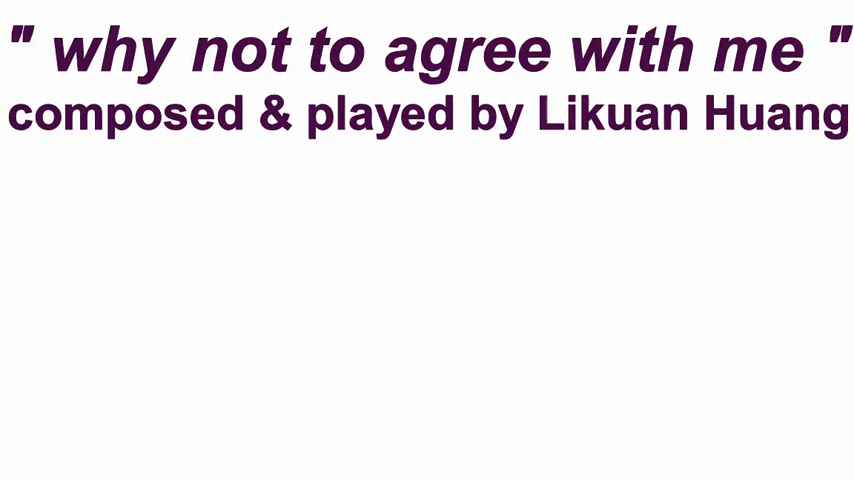 " why not to agree with me "
composed & played by Likuan Huang